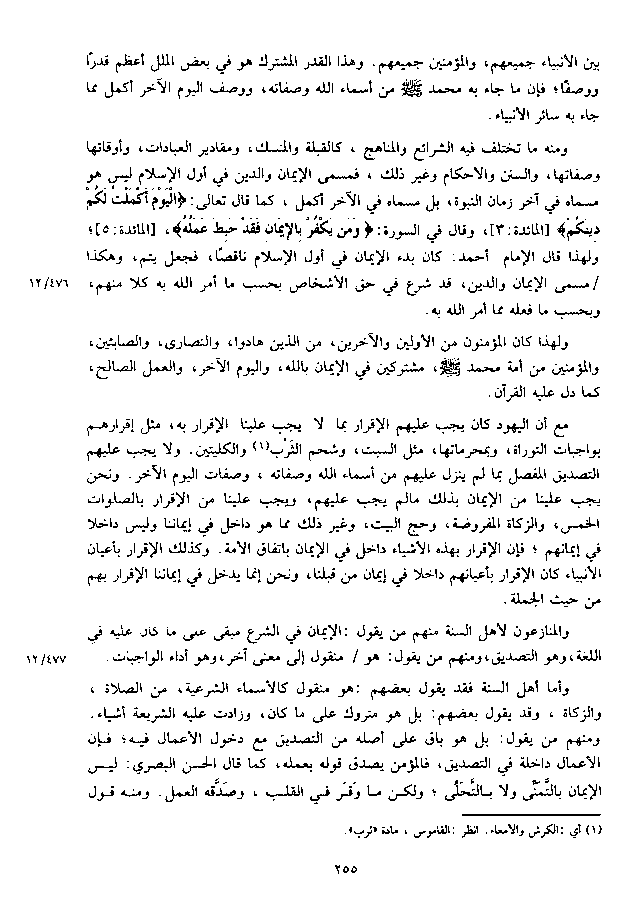 بين الأنبياء جميعهم، والمؤمنين جميعهم. وهذا القدر المشترك هو في بعض الملل أعظم قدرًا
ووصفًا؛ فإن ما جاء به محمد ﷺ من أسماء الله وصفاته، ووصف اليوم الآخر أكمل مما
جاء به سائر الأنبياء.
ومنه ما تختلف فيه الشرائع والمناهج ، كالقبلة والمنسك، ومقادير العبادات، وأوقاتها
وصفاتها، والسنن والأحكام وغير ذلك ، فمسمى الإيمان والدين في أول الإسلام ليس هو
مسماه في آخر زمان النبوة، بل مسماه في الآخر أكمل ، كما قال تعالى: ﴿الْيَوْمَ أَكْمَلْتُ لَكُمْ
دِينَكُمْ﴾ [المائدة:٣]، وقال في السورة: ﴿ وَمَن يَكْفُرْ بِالإِيمَانِ فَقَدْ حَبِطَ عَمَلُهُ﴾، [المائدة:٥]؛
ولهذا قال الإمام أحمد: كان بدء الإيمان في أول الإسلام ناقصًا، فجعل يتم، وهكذا
/ مسمى الإيمان والدين، قد شرع في حق الأشخاص بحسب ما أمر الله به كلا منهم، ١٢/٤٧٦
وبحسب ما فعله مما أمر الله به.
ولهذا كان المؤمنون من الأولين والآخرين، من الذين هادوا، والنصارى، والصابئين،
والمؤمنين من أمة محمد ﷺ، مشتركين في الإيمان بالله، واليوم الآخر، والعمل الصالح،
كما دل عليه القرآن.
مع أن اليهود كان يجب عليهم الإقرار بما لا يجب علينا الإقرار به، مثل إقرارهم
بواجبات التوراة، وبمحرماتها، مثل السبت، وشحم الثَّرْب(١) والكليتين. ولا يجب عليهم
التصديق المفصل بما لم ينزل عليهم من أسماء الله وصفاته ، وصفات اليوم الآخر. ونحن
يجب علينا من الإيمان بذلك مالم يجب عليهم، ويجب علينا من الإقرار بالصلوات
الخمس، والزكاة المفروضة، وحج البيت، وغير ذلك مما هو داخل في إيماننا وليس داخلا
في إيمانهم ؛ فإن الإقرار بهذه الأشياء داخل في الإيمان باتفاق الأمة. وكذلك الإقرار بأعيان
الأنبياء كان الإقرار بأعيانهم داخلا في إيمان من قبلنا، ونحن إنما يدخل في إيماننا الإقرار بهم
من حيث الجملة.
والمنازعون لأهل السنة منهم من يقول :الإيمان في الشرع مبقى على ما كان عليه في
اللغة، وهو التصديق،ومنهم من يقول: هو / منقول إلى معنى آخر،وهو أداء الواجبات. ١٢/٤٧٧
وأما أهل السنة فقد يقول بعضهم :هو منقول كالأسماء الشرعية، من الصلاة ،
والزكاة ، وقد يقول بعضهم: بل هو متروك على ما كان، وزادت عليه الشريعة أشياء.
ومنهم من يقول: بل هو باق على أصله من التصديق مع دخول الأعمال فيه؛ فإن
الأعمال داخلة في التصديق، فالمؤمن يصدق قوله بعمله، كما قال الحسن البصري: ليس
الإيمان بالتَّمَنِّي ولا بالتَّحَلِّي ؛ ولكن ما وَقَر في القلب ، وصَدَّقه العمل. ومنه قول
(١) أي :الكرش والأمعاء. انظر :القاموس ، مادة «ثرب».
٢٥٥